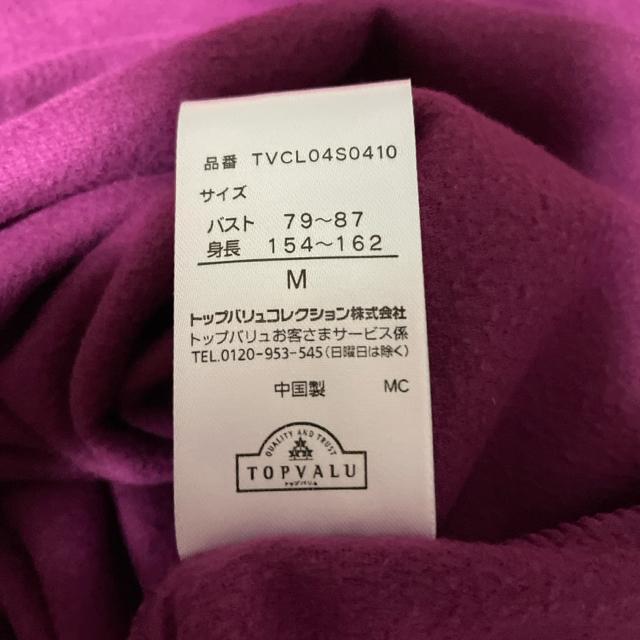 品番 TVCL04S0410
サイズ
バスト 79～87
身長 154～162
M
トップバリュコレクション株式会社
トップバリュお客さまサービス係
TEL.0120-953-545(日曜日は除く)
中国製 MC
QUALITY AND TRUST
TOPVALU
トップバリュ